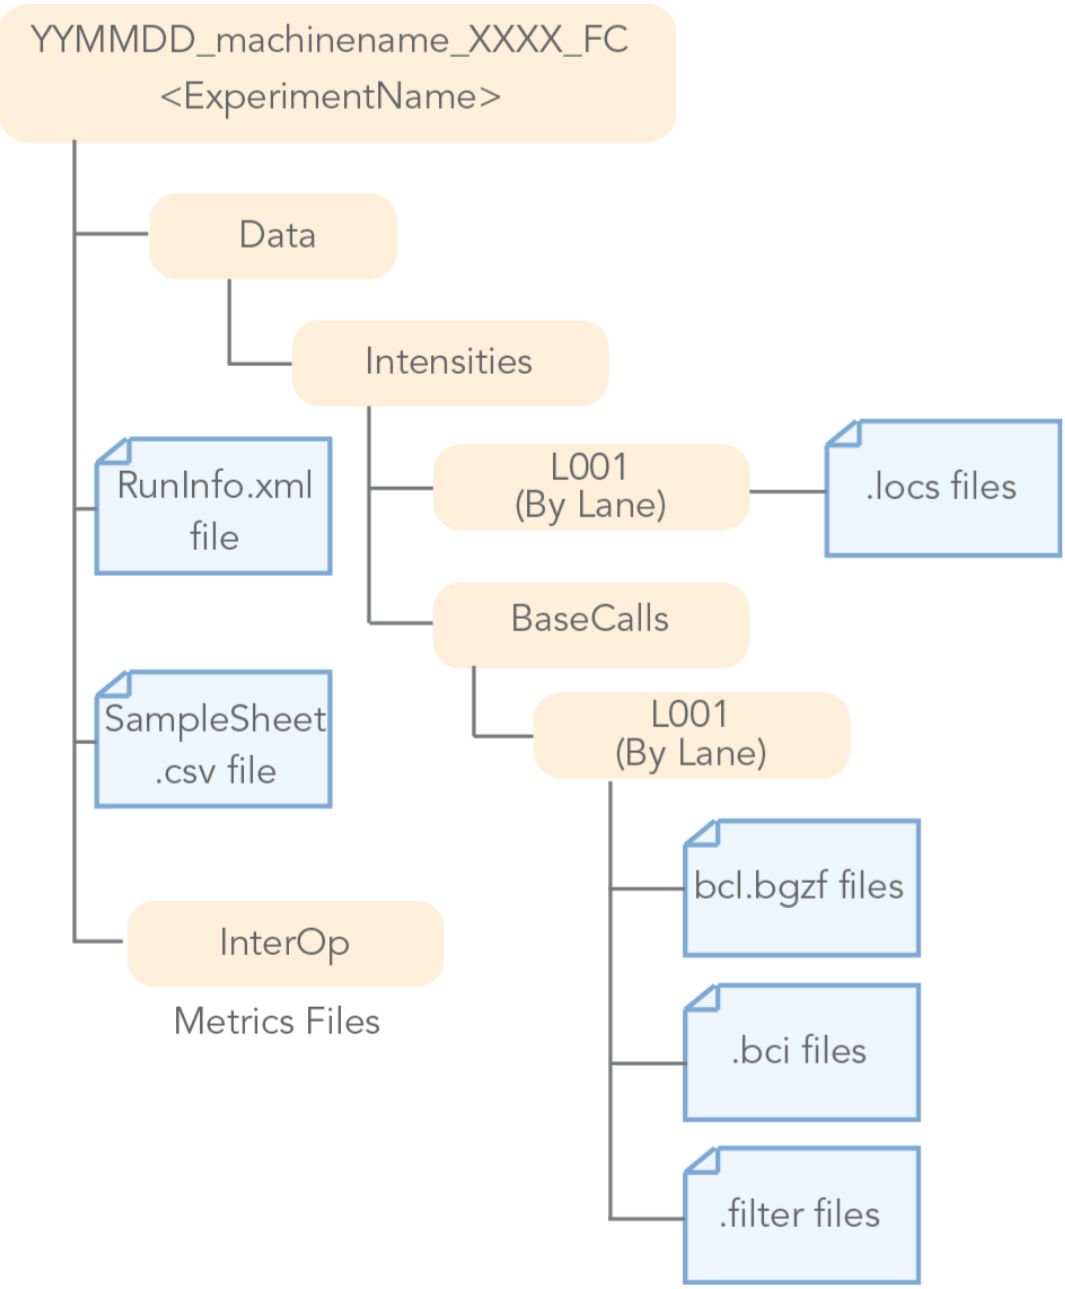 YYMMDD_machinename_XXXX_FC
<ExperimentName>
Data
Intensities
L001
(By Lane)
.locs files
RunInfo.xml
file
BaseCalls
SampleSheet
.csv file
L001
(By Lane)
bcl.bgzf files
InterOp
Metrics Files
.bci files
.filter files